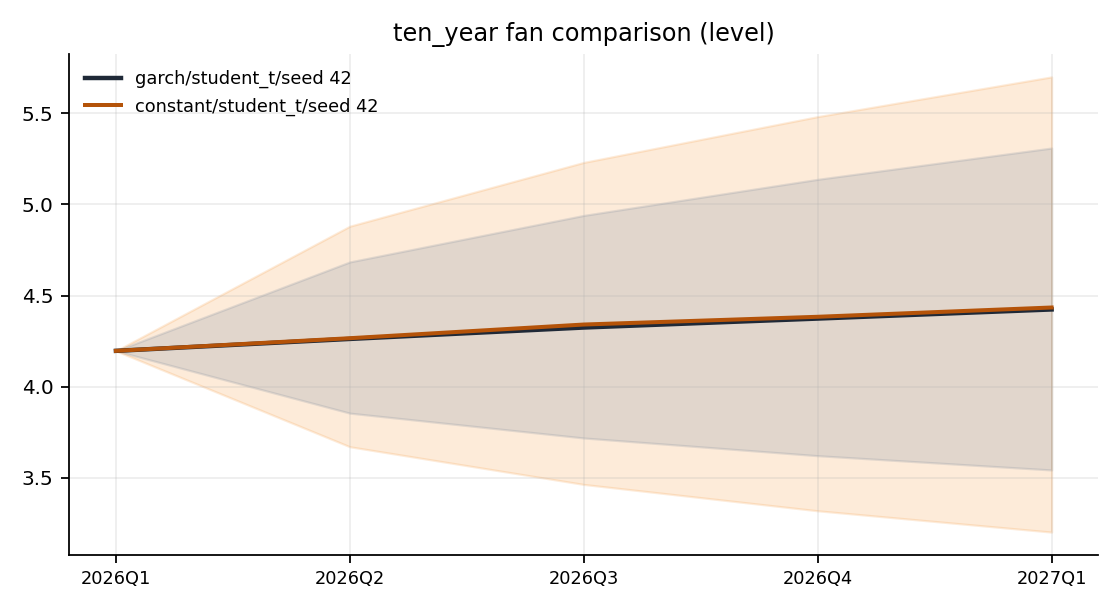 ten_year fan comparison (level)
garch/student_t/seed 42
constant/student_t/seed 42
5.5
5.0
4.5
4.0
3.5
2026Q1 2026Q2 2026Q3 2026Q4 2027Q1